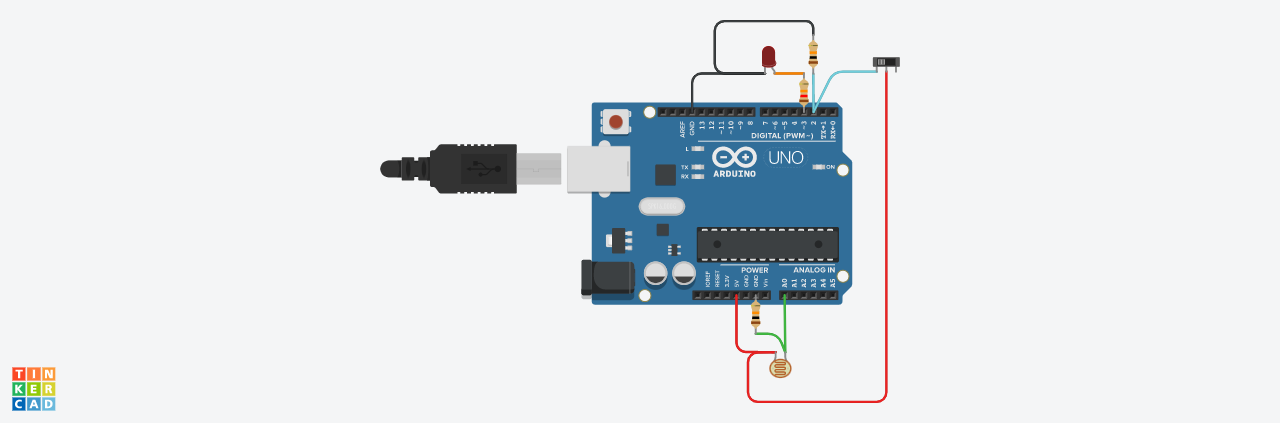 AREF
GND
13
12
~11
~10
~9
8
7
~6
~5
4
~3
2
TX→1
RX←0
DIGITAL (PWM~)
L
TX
RX
UNO
ARDUINO
ON
POWER
ANALOG IN
IOREF
RESET
3.3V
5V
GND
GND
Vin
A0
A1
A2
A3
A4
A5
TIN
KER
CAD